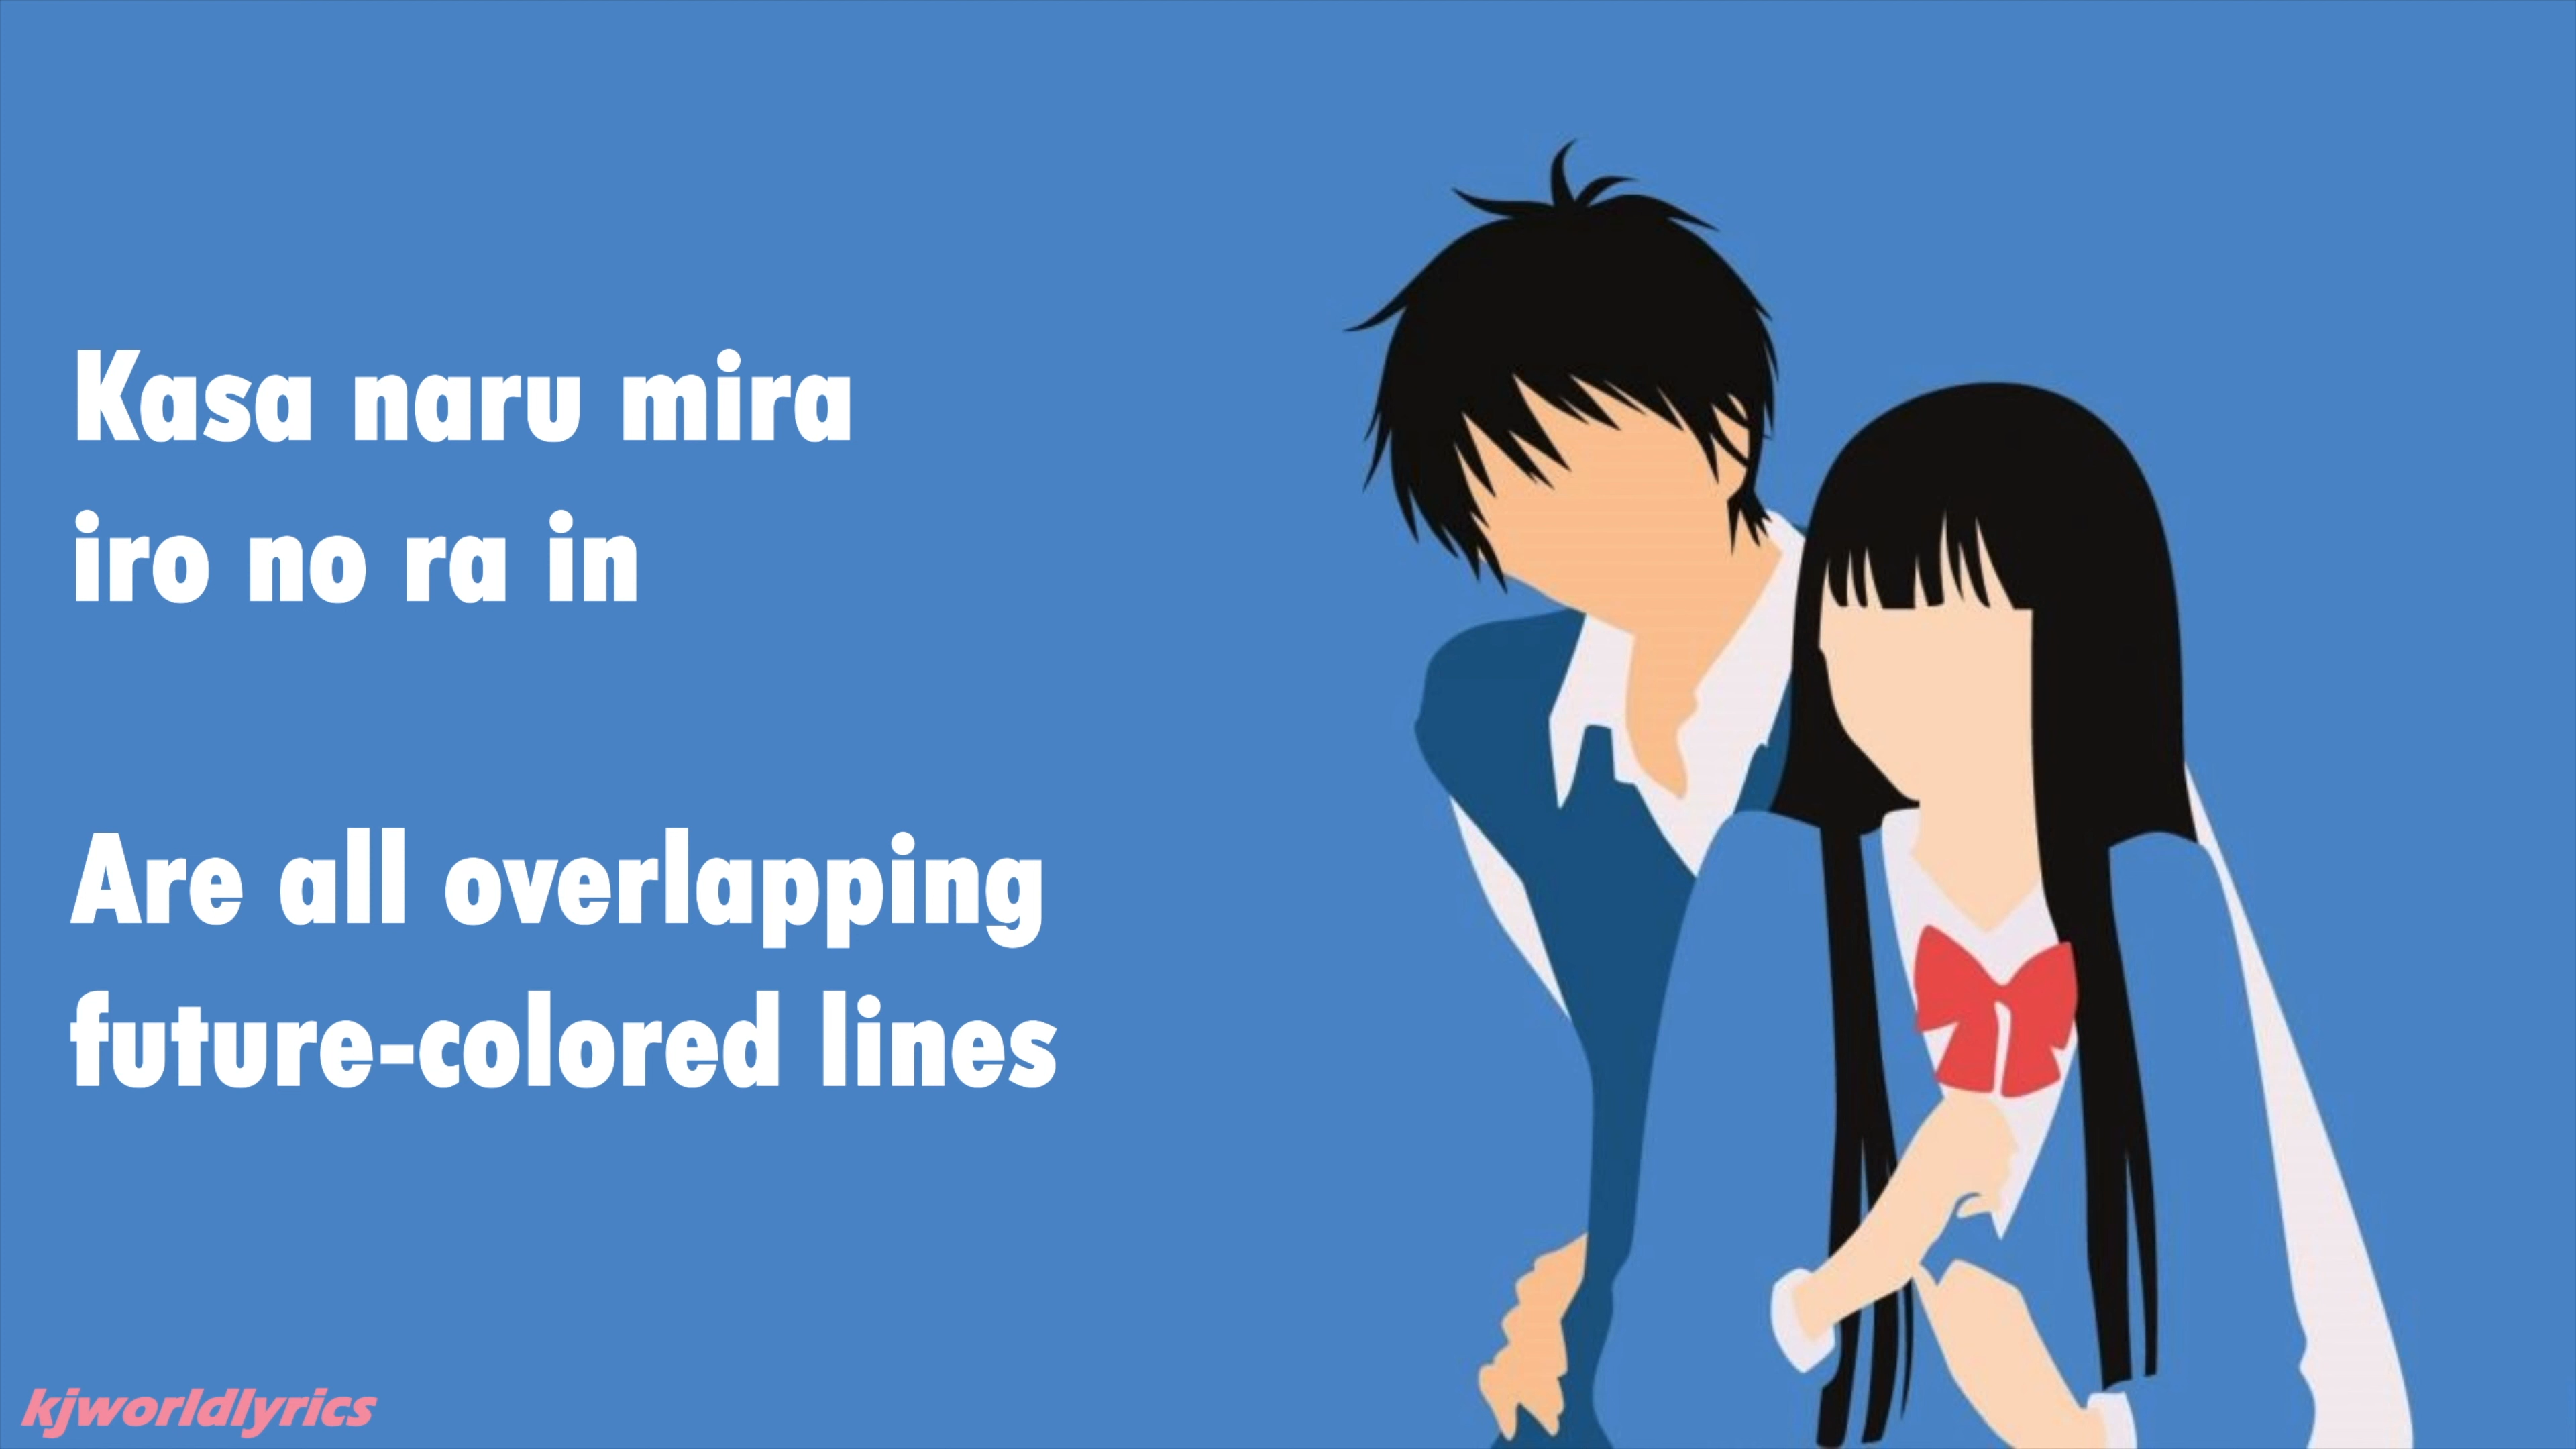 Kasa naru mira
iro no ra in
Are all overlapping
future-colored lines
kjworldlyrics